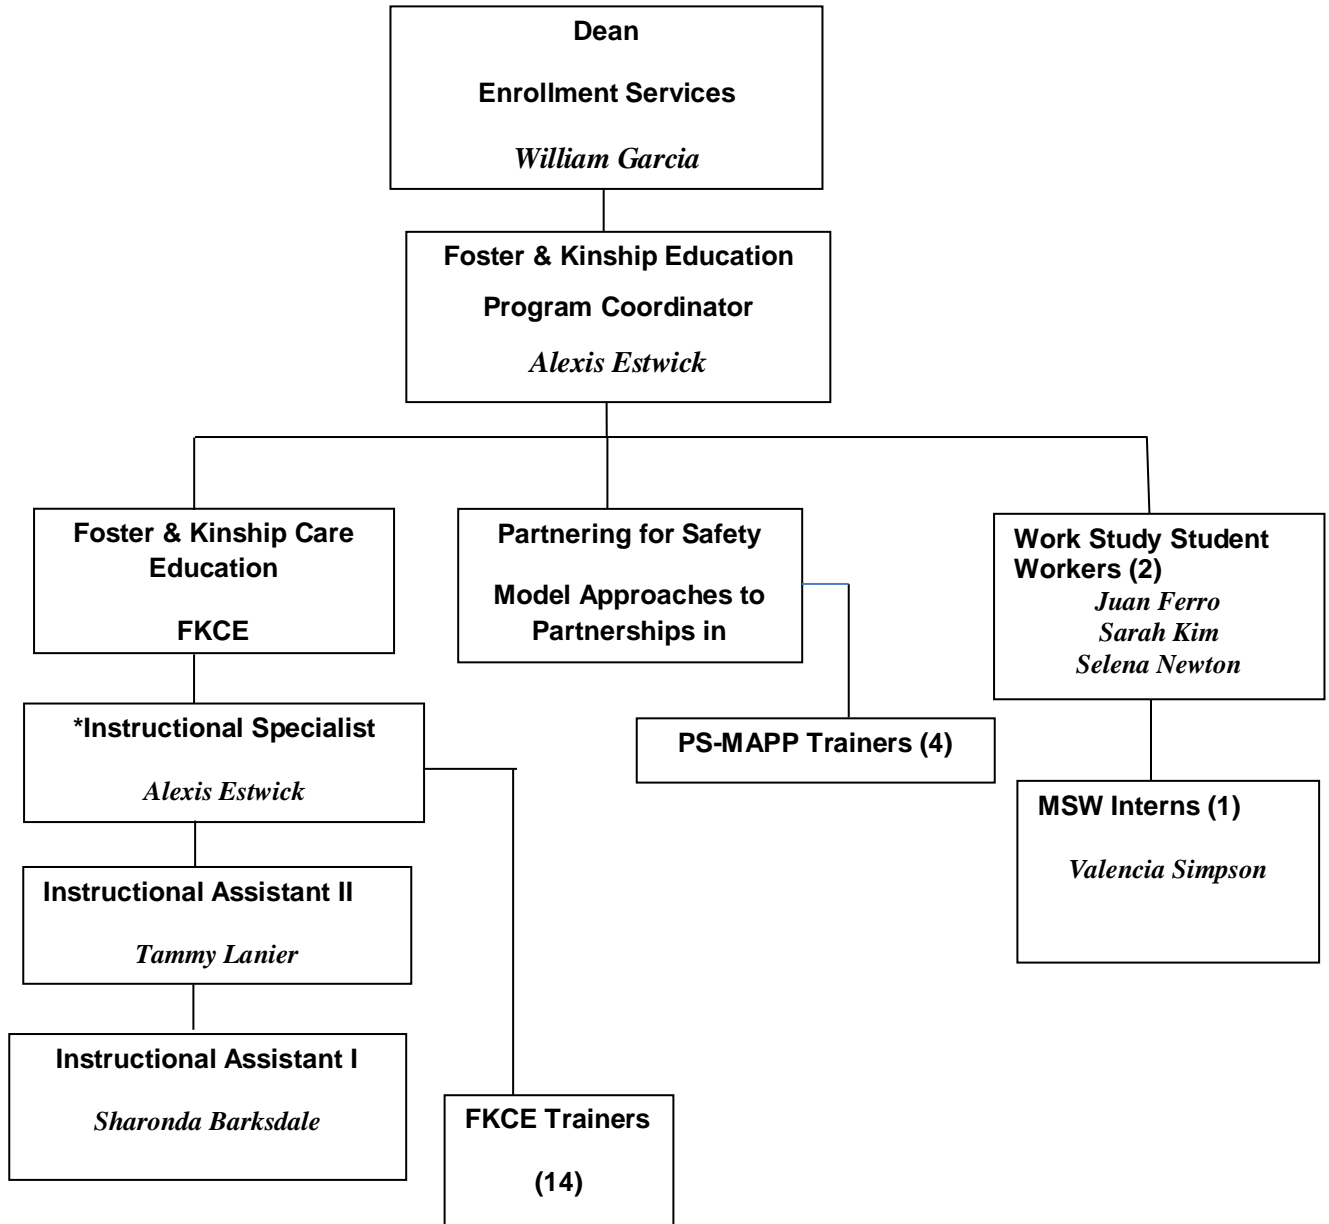 Dean
Enrollment Services
William Garcia
Foster & Kinship Education
Program Coordinator
Alexis Estwick
Foster & Kinship Care
Education
FKCE
Partnering for Safety
Model Approaches to
Partnerships in
Work Study Student
Workers (2)
Juan Ferro
Sarah Kim
Selena Newton
*Instructional Specialist
Alexis Estwick
PS-MAPP Trainers (4)
MSW Interns (1)
Valencia Simpson
Instructional Assistant II
Tammy Lanier
Instructional Assistant I
Sharonda Barksdale
FKCE Trainers
(14)